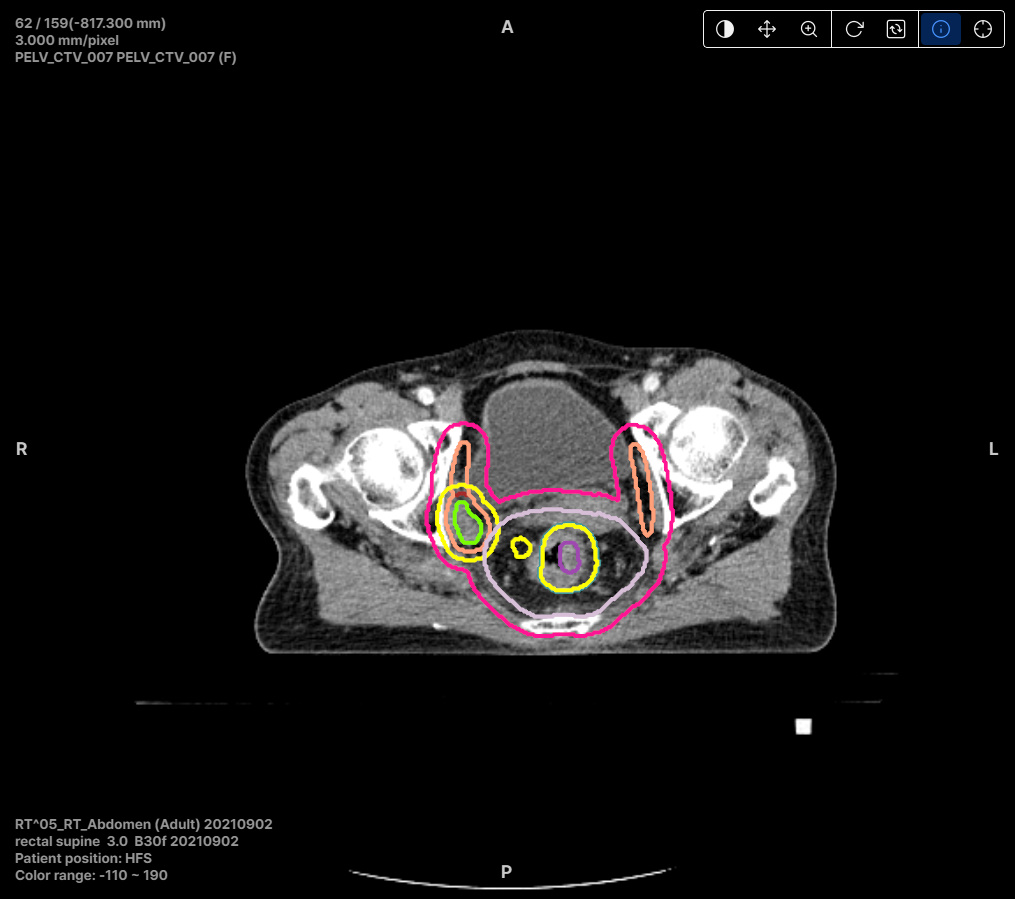 62 / 159(-817.300 mm)
3.000 mm/pixel
PELV_CTV_007 PELV_CTV_007 (F)
A
R
L
RT^05_RT_Abdomen (Adult) 20210902
rectal supine  3.0  B30f 20210902
Patient position: HFS
Color range: -110 ~ 190
P